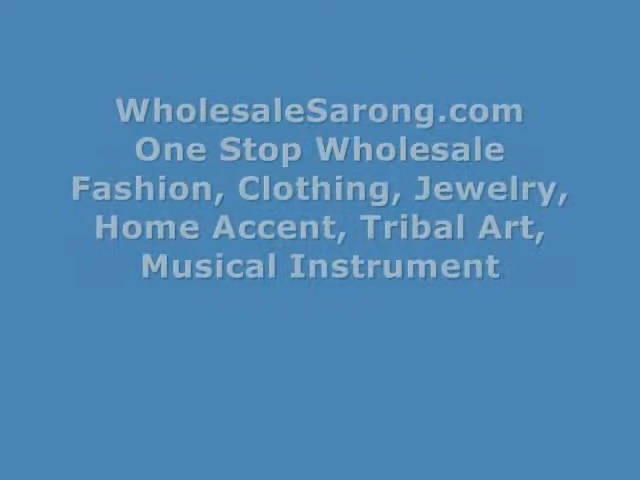 WholesaleSarong.com
One Stop Wholesale
Fashion, Clothing, Jewelry,
Home Accent, Tribal Art,
Musical Instrument